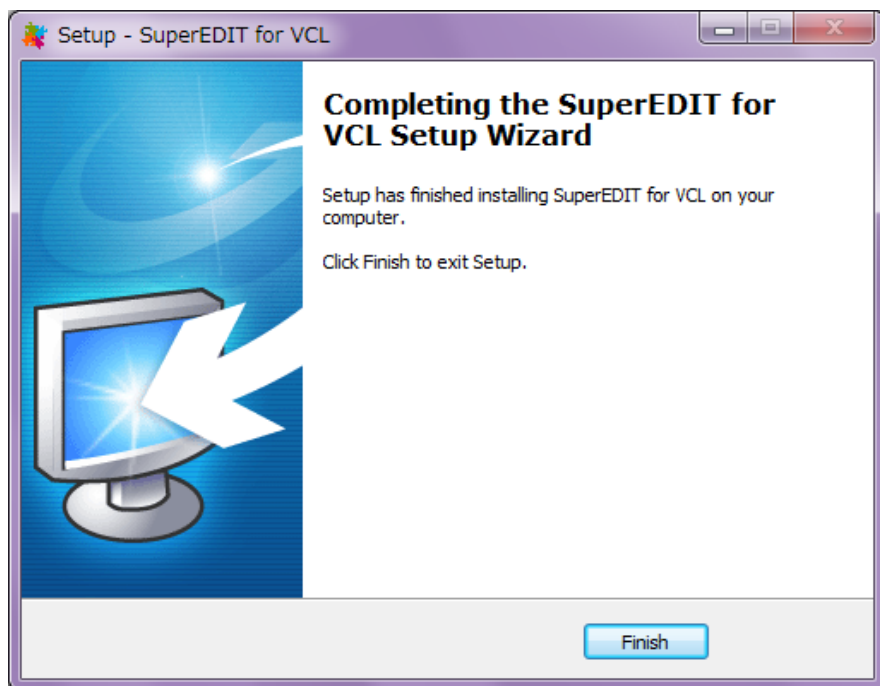 Setup - SuperEDIT for VCL
Completing the SuperEDIT for
VCL Setup Wizard
Setup has finished installing SuperEDIT for VCL on your
computer.
Click Finish to exit Setup.
Finish